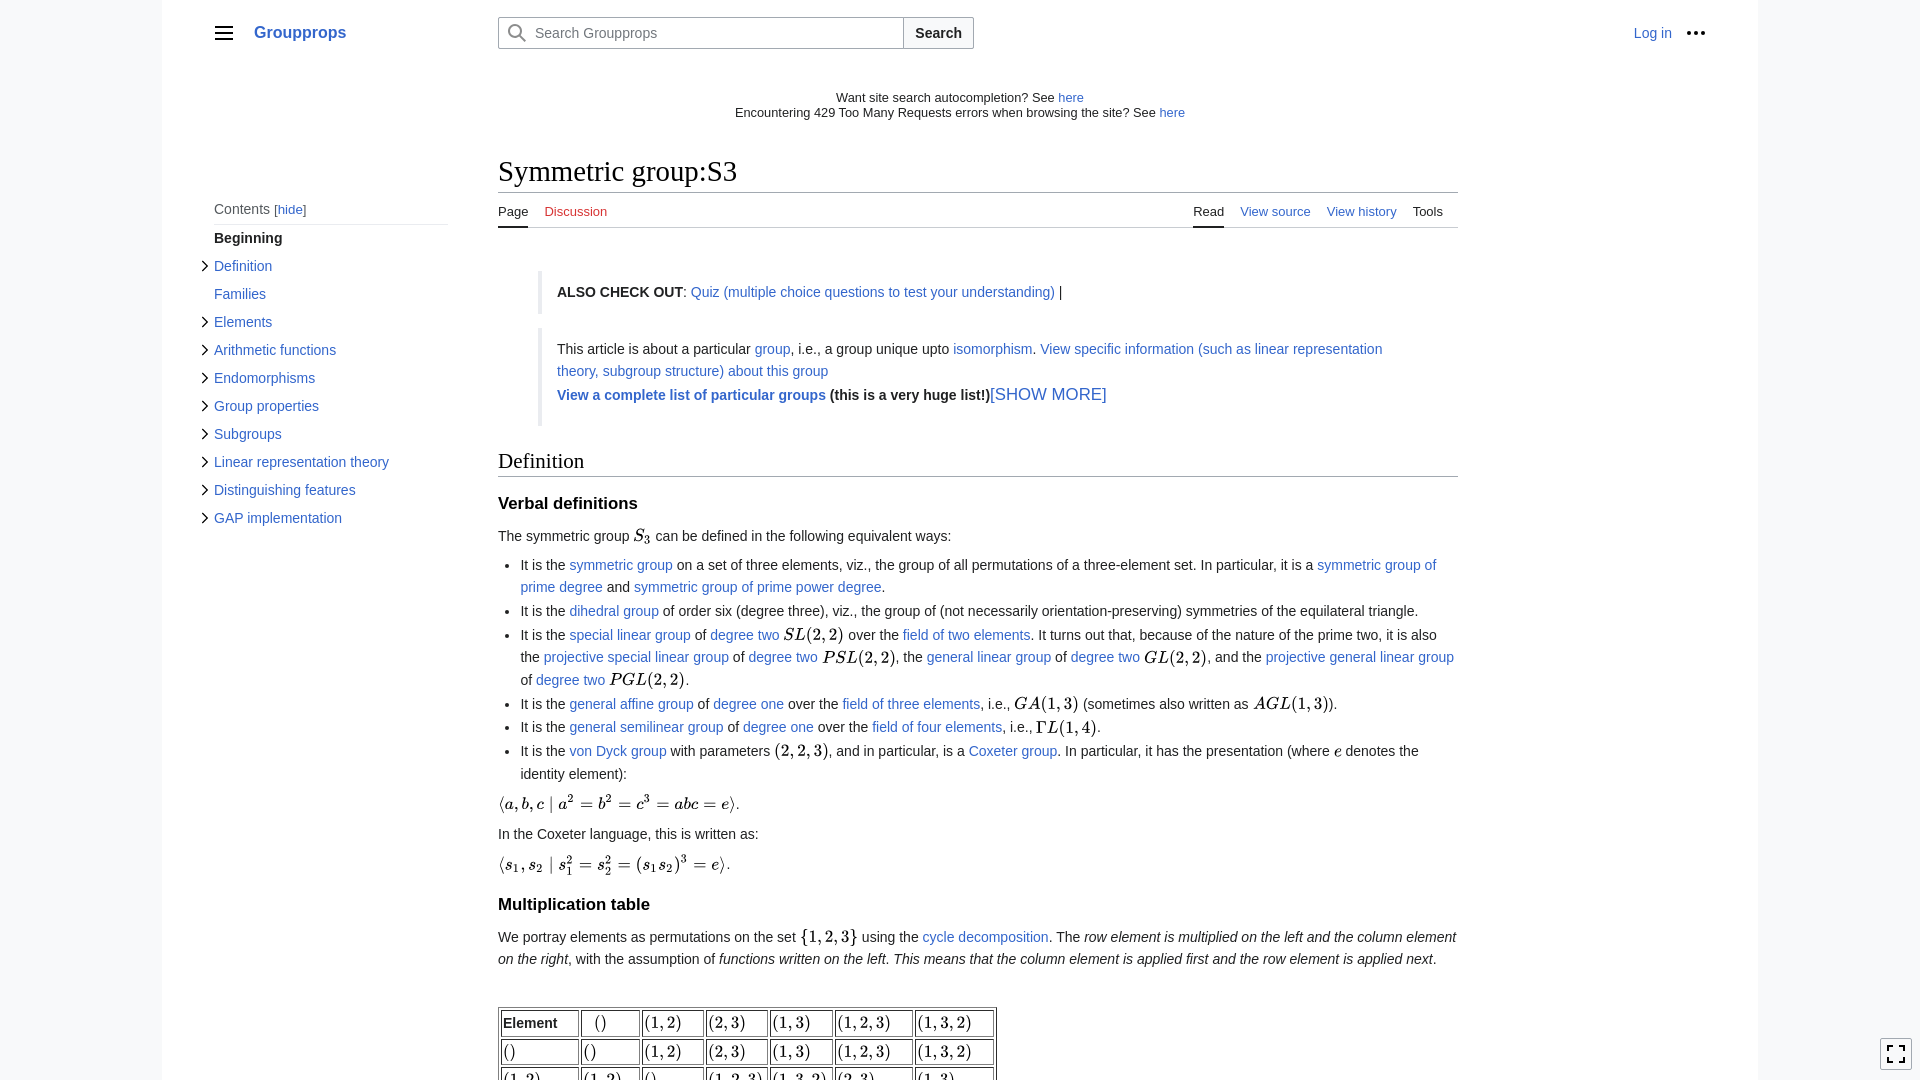 Groupprops
Search Groupprops
Search
Log in
Want site search autocompletion? See here
Encountering 429 Too Many Requests errors when browsing the site? See here
Symmetric group:S3
Contents [hide]
Beginning
Definition
Families
Elements
Arithmetic functions
Endomorphisms
Group properties
Subgroups
Linear representation theory
Distinguishing features
GAP implementation
Page Discussion Read View source View history Tools
ALSO CHECK OUT: Quiz (multiple choice questions to test your understanding) |
This article is about a particular group, i.e., a group unique upto isomorphism. View specific information (such as linear representation
theory, subgroup structure) about this group
View a complete list of particular groups (this is a very huge list!)[SHOW MORE]
Definition
Verbal definitions
The symmetric group S₃ can be defined in the following equivalent ways:
• It is the symmetric group on a set of three elements, viz., the group of all permutations of a three-element set. In particular, it is a symmetric group of
prime degree and symmetric group of prime power degree.
• It is the dihedral group of order six (degree three), viz., the group of (not necessarily orientation-preserving) symmetries of the equilateral triangle.
• It is the special linear group of degree two SL(2, 2) over the field of two elements. It turns out that, because of the nature of the prime two, it is also
the projective special linear group of degree two PSL(2, 2), the general linear group of degree two GL(2, 2), and the projective general linear group
of degree two PGL(2, 2).
• It is the general affine group of degree one over the field of three elements, i.e., GA(1, 3) (sometimes also written as AGL(1, 3)).
• It is the general semilinear group of degree one over the field of four elements, i.e., ΓL(1, 4).
• It is the von Dyck group with parameters (2, 2, 3), and in particular, is a Coxeter group. In particular, it has the presentation (where e denotes the
identity element):
⟨a, b, c | a² = b² = c³ = abc = e⟩.
In the Coxeter language, this is written as:
⟨s₁, s₂ | s₁² = s₂² = (s₁s₂)³ = e⟩.
Multiplication table
We portray elements as permutations on the set {1, 2, 3} using the cycle decomposition. The row element is multiplied on the left and the column element
on the right, with the assumption of functions written on the left. This means that the column element is applied first and the row element is applied next.
Element () (1, 2) (2, 3) (1, 3) (1, 2, 3) (1, 3, 2)
() () (1, 2) (2, 3) (1, 3) (1, 2, 3) (1, 3, 2)
(1, 2) (1, 2) () (1, 2, 3) (1, 3, 2) (2, 3) (1, 3)